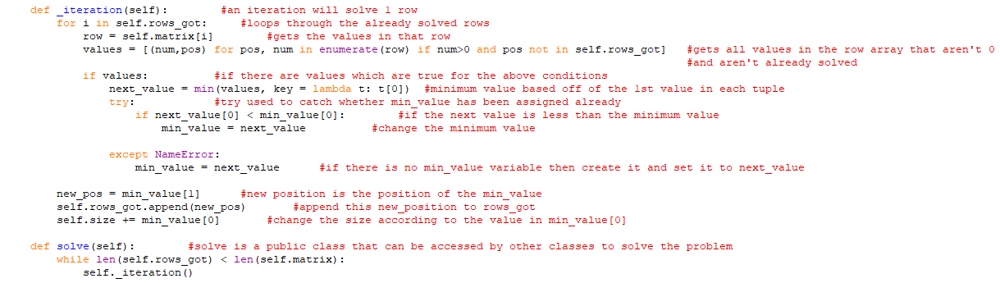 def _iteration(self): #an iteration will solve 1 row
for i in self.rows_got: #loops through the already solved rows
row = self.matrix[i] #gets the values in that row
values = [(num,pos) for pos, num in enumerate(row) if num>0 and pos not in self.rows_got] #gets all values in the row array that aren't 0
#and aren't already solved
if values: #if there are values which are true for the above conditions
next_value = min(values, key = lambda t: t[0]) #minimum value based off of the 1st value in each tuple
try: #try used to catch whether min_value has been assigned already
if next_value[0] < min_value[0]: #if the next value is less than the minimum value
min_value = next_value #change the minimum value
except NameError:
min_value = next_value #if there is no min_value variable then create it and set it to next_value
new_pos = min_value[1] #new position is the position of the min_value
self.rows_got.append(new_pos) #append this new_position to rows_got
self.size += min_value[0] #change the size according to the value in min_value[0]
def solve(self): #solve is a public class that can be accessed by other classes to solve the problem
while len(self.rows_got) < len(self.matrix):
self._iteration()